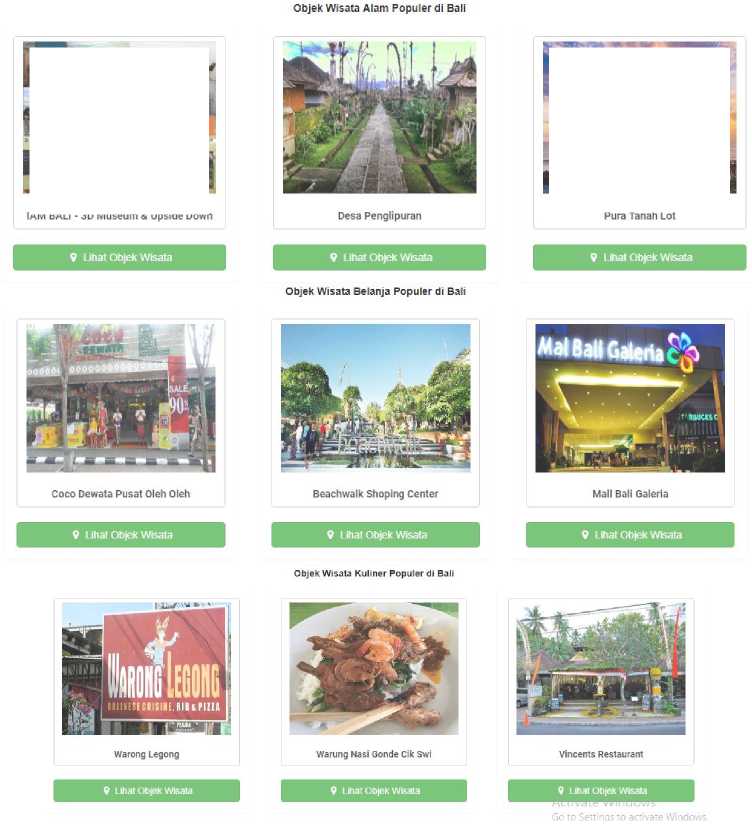 Objek Wisata Alam Populer di Bali
IAM BALI - 3D Museum & Upside Down
Desa Penglipuran
Pura Tanah Lot
Lihat Objek Wisata
Lihat Objek Wisata
Lihat Objek Wisata
Objek Wisata Belanja Populer di Bali
COCO
DEWATA
SALE
90%
beachwalk
Mal Bali Galeria
STARBUCKS C
Coco Dewata Pusat Oleh Oleh
Beachwalk Shoping Center
Mall Bali Galeria
Lihat Objek Wisata
Lihat Objek Wisata
Lihat Objek Wisata
Objek Wisata Kuliner Populer di Bali
WARONG LEGONG
BALINESE CUISINE, RIB & PIZZA
Warong Legong
Warung Nasi Gonde Cik Swi
Vincents Restaurant
Lihat Objek Wisata
Lihat Objek Wisata
Lihat Objek Wisata
Activate Windows
Go to Settings to activate Windows